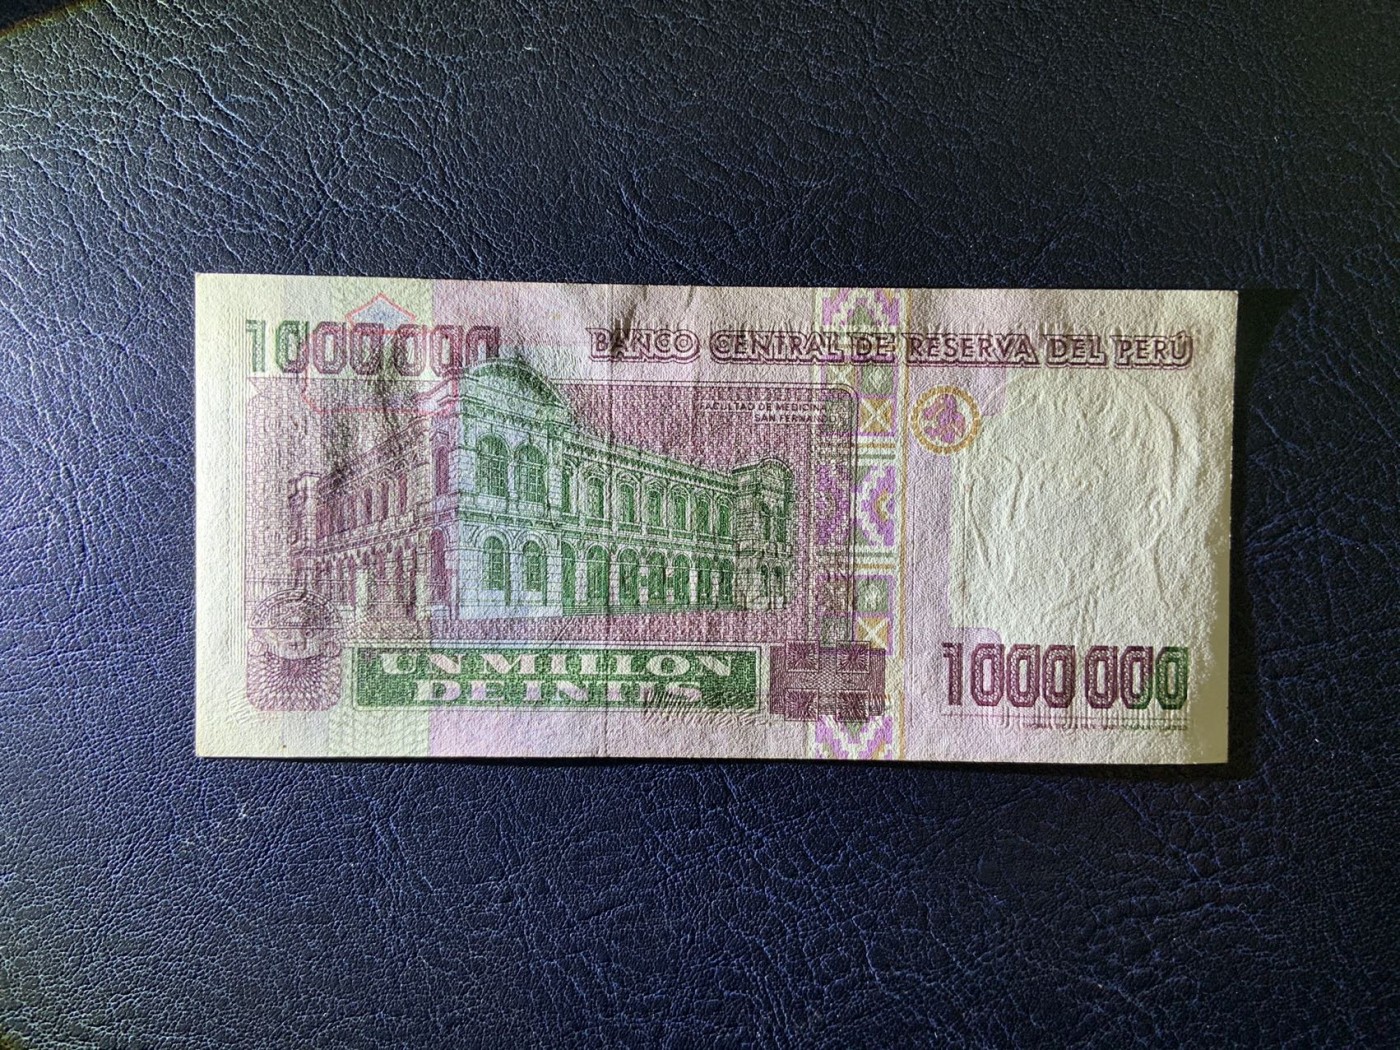 1000000
BANCO CENTRAL DE RESERVA DEL PERÚ
FACULTAD DE MEDICINA
SAN FERNANDO
UN MILLON
DE INTIS
1000000